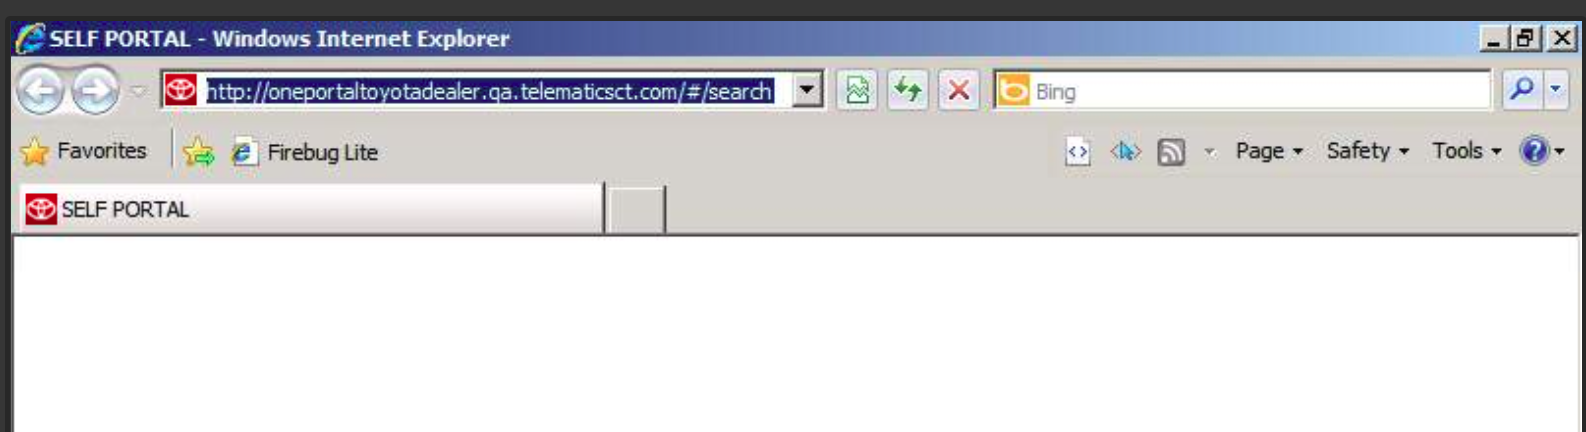 SELF PORTAL - Windows Internet Explorer
http://oneportaltoyotadealer.qa.telematicsct.com/#/search Bing
Favorites Firebug Lite Page Safety Tools
SELF PORTAL